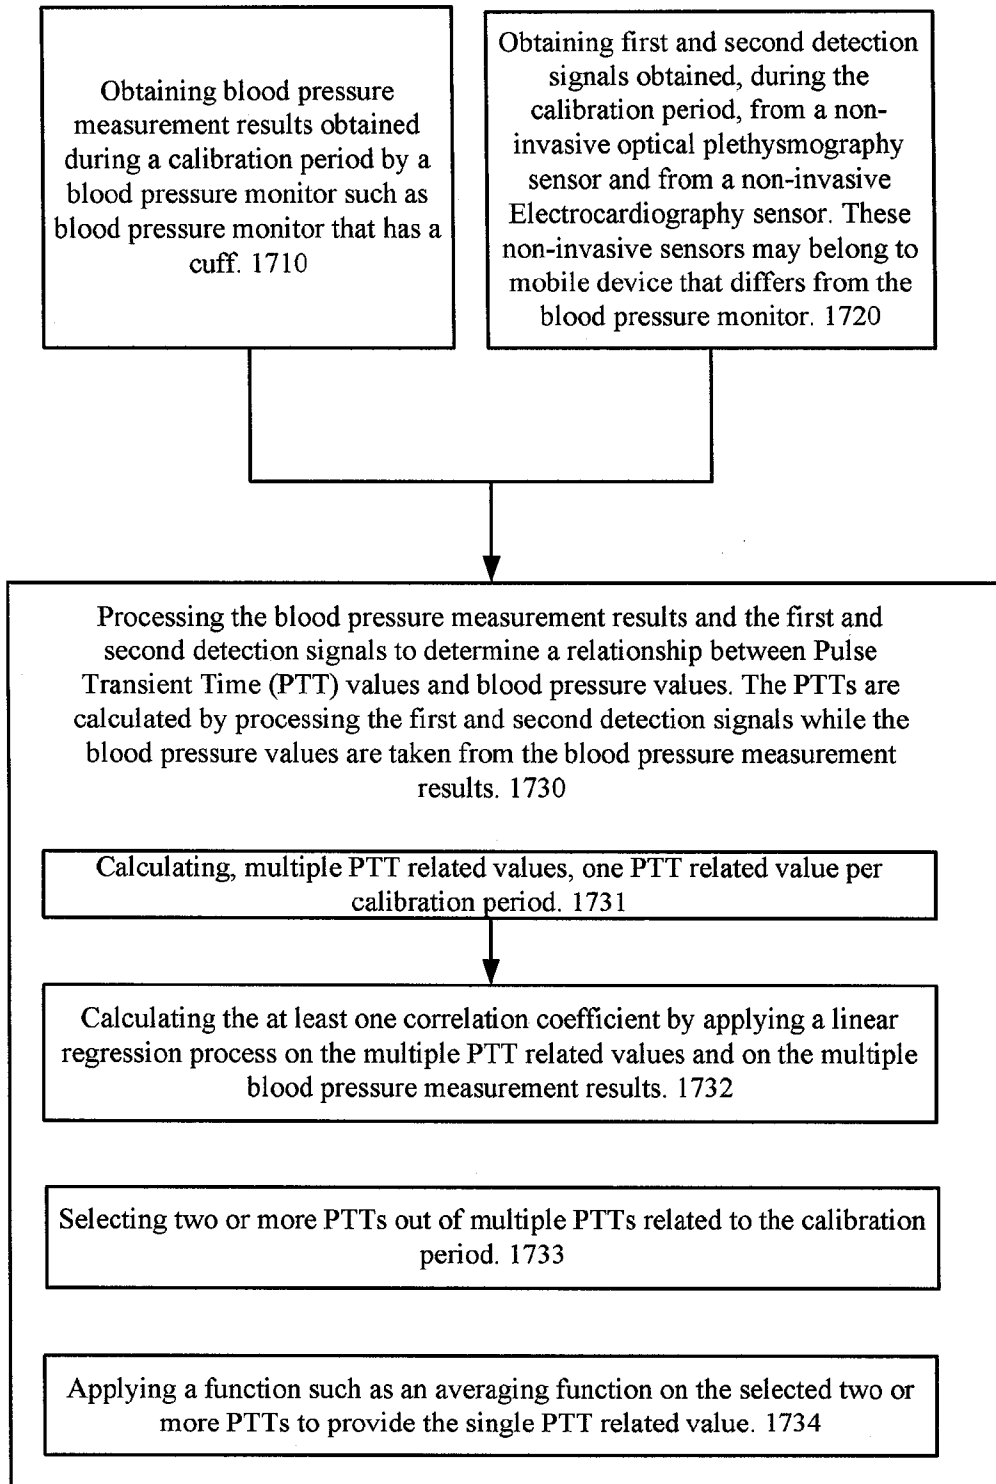 Obtaining blood pressure
measurement results obtained
during a calibration period by a
blood pressure monitor such as
blood pressure monitor that has a
cuff. 1710
Obtaining first and second detection
signals obtained, during the
calibration period, from a non-
invasive optical plethysmography
sensor and from a non-invasive
Electrocardiography sensor. These
non-invasive sensors may belong to
mobile device that differs from the
blood pressure monitor. 1720
Processing the blood pressure measurement results and the first and
second detection signals to determine a relationship between Pulse
Transient Time (PTT) values and blood pressure values. The PTTs are
calculated by processing the first and second detection signals while the
blood pressure values are taken from the blood pressure measurement
results. 1730
Calculating, multiple PTT related values, one PTT related value per
calibration period. 1731
Calculating the at least one correlation coefficient by applying a linear
regression process on the multiple PTT related values and on the multiple
blood pressure measurement results. 1732
Selecting two or more PTTs out of multiple PTTs related to the calibration
period. 1733
Applying a function such as an averaging function on the selected two or
more PTTs to provide the single PTT related value. 1734